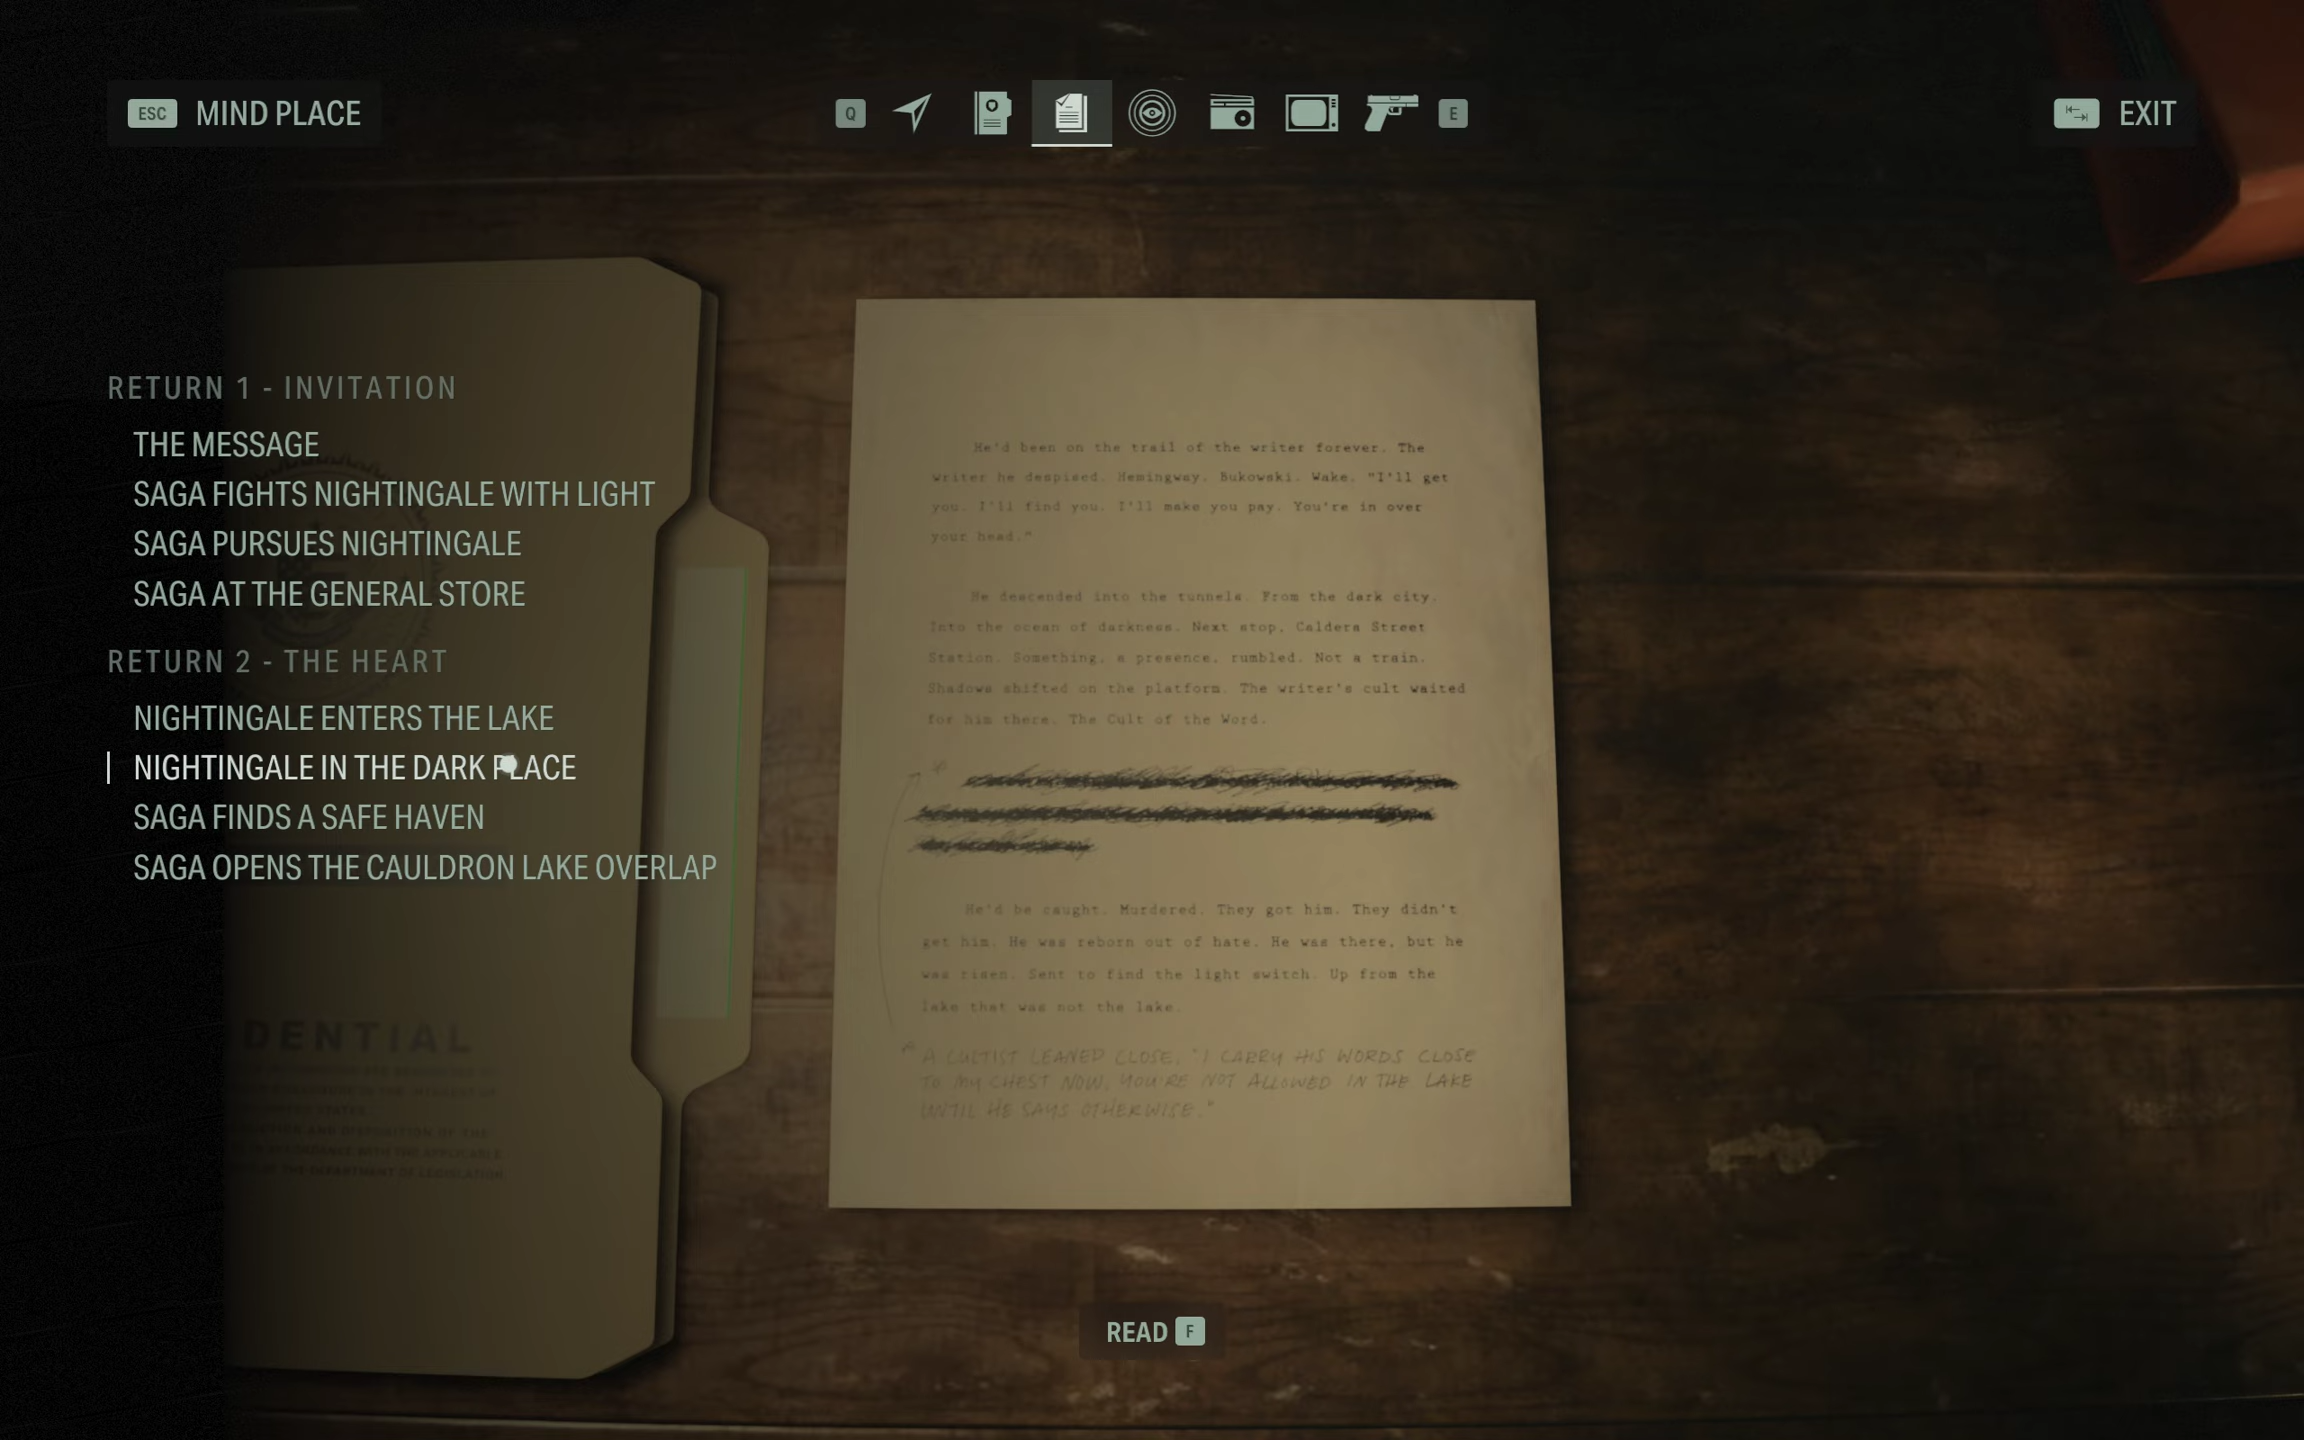 ESC MIND PLACE
Q
E
EXIT
RETURN 1 - INVITATION
THE MESSAGE
SAGA FIGHTS NIGHTINGALE WITH LIGHT
SAGA PURSUES NIGHTINGALE
SAGA AT THE GENERAL STORE
RETURN 2 - THE HEART
NIGHTINGALE ENTERS THE LAKE
NIGHTINGALE IN THE DARK PLACE
SAGA FINDS A SAFE HAVEN
SAGA OPENS THE CAULDRON LAKE OVERLAP
DENTIAL
He'd been on the trail of the writer forever. The
writer he despised. Hemingway. Bukowski. Wake. "I'll get
you. I'll find you. I'll make you pay. You're in over
your head."
He descended into the tunnels. From the dark city.
Into the ocean of darkness. Next stop, Caldera Street
Station. Something, a presence, rumbled. Not a train.
Shadows shifted on the platform. The writer's cult waited
for him there. The Cult of the Word.
He'd be caught. Murdered. They got him. They didn't
get him. He was reborn out of hate. He was there, but he
was risen. Sent to find the light switch. Up from the
lake that was not the lake.
A CULTIST LEANED CLOSE, "I CARRY HIS WORDS CLOSE
TO MY CHEST NOW. YOU'RE NOT ALLOWED IN THE LAKE
UNTIL HE SAYS OTHERWISE."
READ F